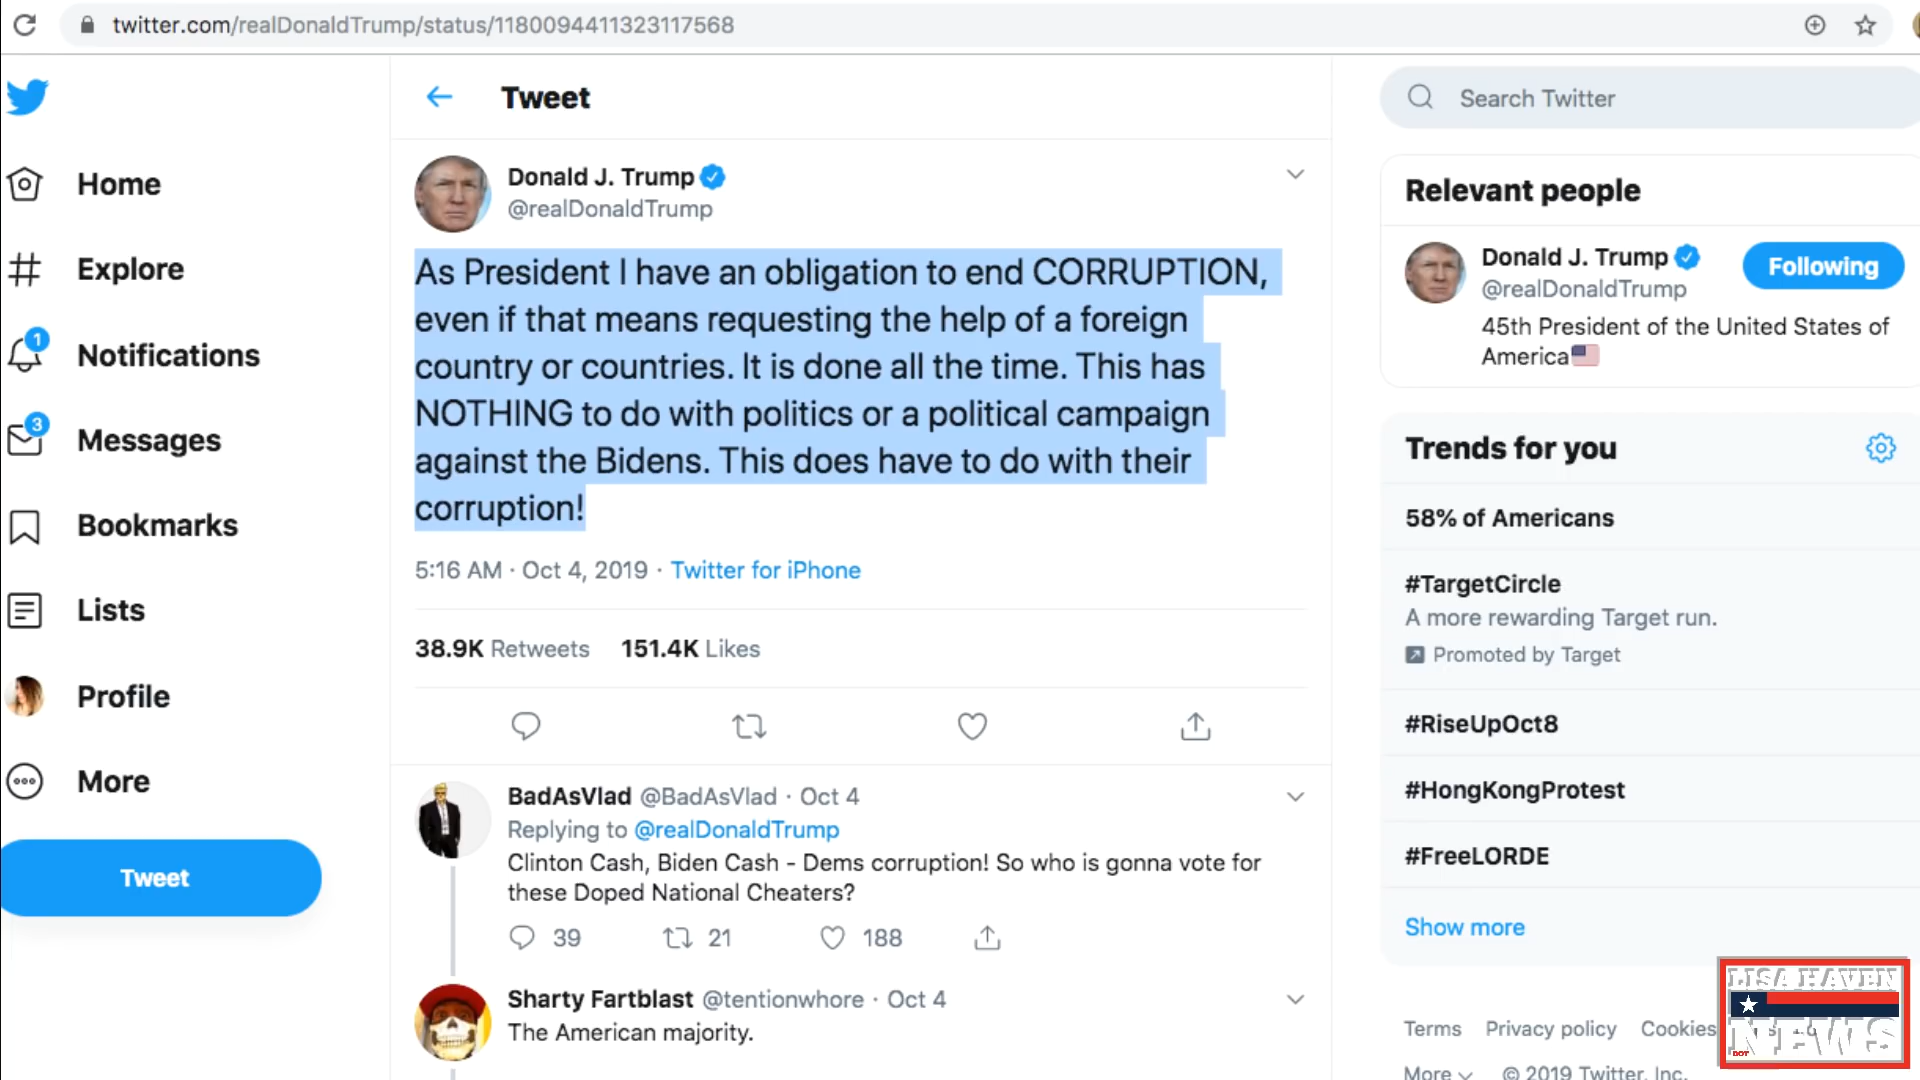 twitter.com/realDonaldTrump/status/1180094411323117568
Home
Explore
1
Notifications
3
Messages
Bookmarks
Lists
Profile
More
Tweet
Tweet
Donald J. Trump
@realDonaldTrump
As President I have an obligation to end CORRUPTION,
even if that means requesting the help of a foreign
country or countries. It is done all the time. This has
NOTHING to do with politics or a political campaign
against the Bidens. This does have to do with their
corruption!
5:16 AM · Oct 4, 2019 · Twitter for iPhone
38.9K Retweets 151.4K Likes
BadAsVlad @BadAsVlad · Oct 4
Replying to @realDonaldTrump
Clinton Cash, Biden Cash - Dems corruption! So who is gonna vote for
these Doped National Cheaters?
39 21 188
Sharty Fartblast @tentionwhore · Oct 4
The American majority.
Search Twitter
Relevant people
Donald J. Trump
@realDonaldTrump
Following
45th President of the United States of
America
Trends for you
58% of Americans
#TargetCircle
A more rewarding Target run.
Promoted by Target
#RiseUpOct8
#HongKongProtest
#FreeLORDE
Show more
Terms Privacy policy Cookies
More © 2019 Twitter, Inc.
LISA HAVEN
NEWS